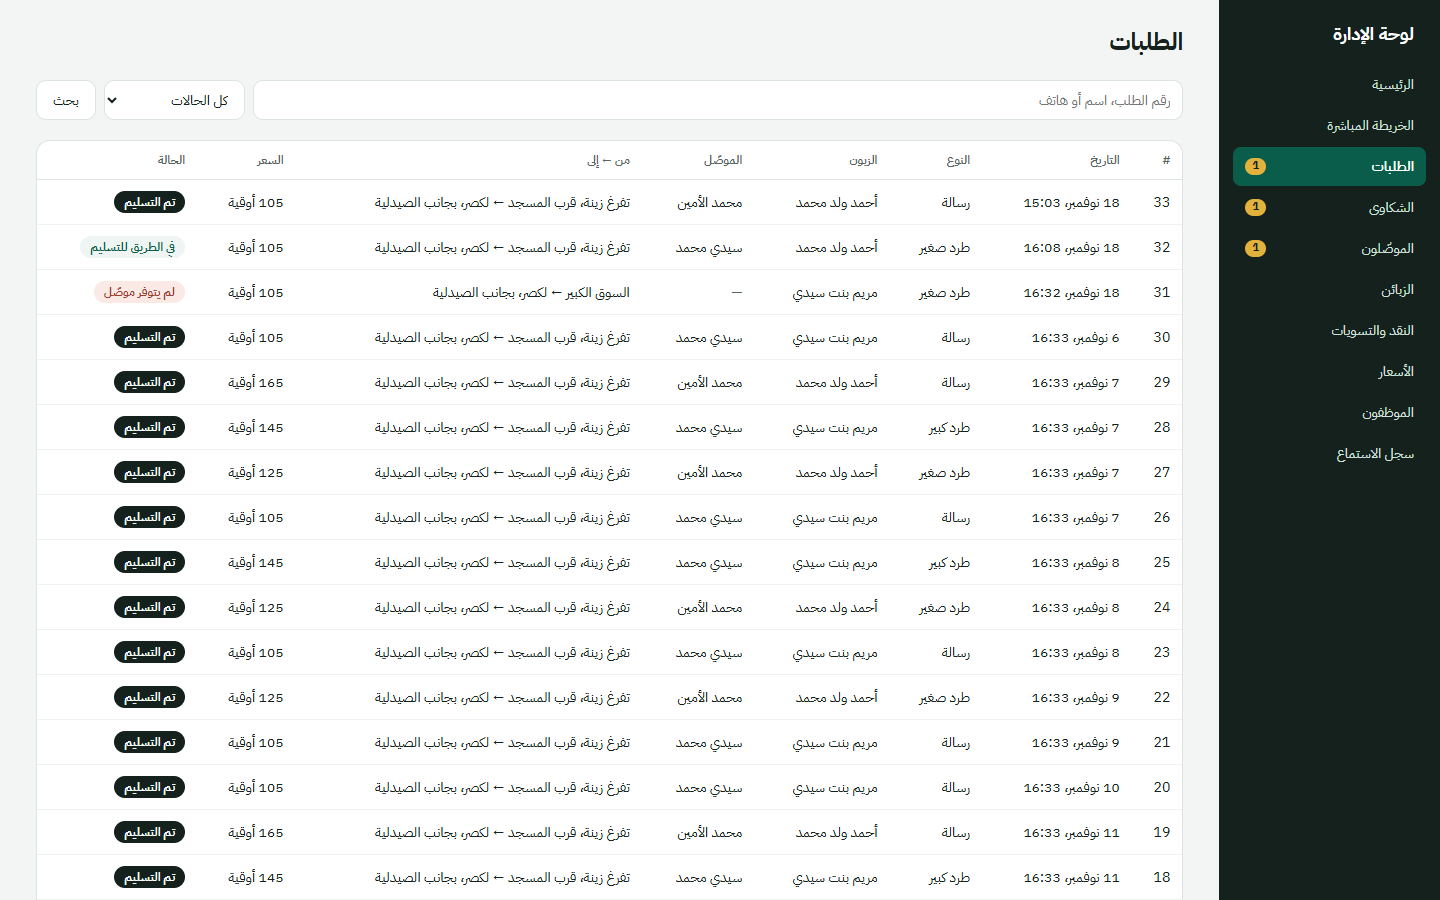 لوحة الإدارة
الرئيسية
الخريطة المباشرة
الطلبات 1
الشكاوى 1
الموصّلون 1
الزبائن
النقد والتسويات
الأسعار
الموظفون
سجل الاستماع
الطلبات
رقم الطلب، اسم أو هاتف كل الحالات بحث
# التاريخ النوع الزبون الموصّل من ← إلى السعر الحالة
33 18 نوفمبر، 15:03 رسالة أحمد ولد محمد محمد الأمين تفرغ زينة، قرب المسجد ← لكصر، بجانب الصيدلية 105 أوقية تم التسليم
32 18 نوفمبر، 16:08 طرد صغير أحمد ولد محمد سيدي محمد تفرغ زينة، قرب المسجد ← لكصر، بجانب الصيدلية 105 أوقية في الطريق للتسليم
31 18 نوفمبر، 16:32 طرد صغير مريم بنت سيدي — السوق الكبير ← لكصر، بجانب الصيدلية 105 أوقية لم يتوفر موصّل
30 6 نوفمبر، 16:33 رسالة مريم بنت سيدي سيدي محمد تفرغ زينة، قرب المسجد ← لكصر، بجانب الصيدلية 105 أوقية تم التسليم
29 7 نوفمبر، 16:33 رسالة أحمد ولد محمد محمد الأمين تفرغ زينة، قرب المسجد ← لكصر، بجانب الصيدلية 165 أوقية تم التسليم
28 7 نوفمبر، 16:33 طرد كبير مريم بنت سيدي سيدي محمد تفرغ زينة، قرب المسجد ← لكصر، بجانب الصيدلية 145 أوقية تم التسليم
27 7 نوفمبر، 16:33 طرد صغير أحمد ولد محمد محمد الأمين تفرغ زينة، قرب المسجد ← لكصر، بجانب الصيدلية 125 أوقية تم التسليم
26 7 نوفمبر، 16:33 رسالة مريم بنت سيدي سيدي محمد تفرغ زينة، قرب المسجد ← لكصر، بجانب الصيدلية 105 أوقية تم التسليم
25 8 نوفمبر، 16:33 طرد كبير مريم بنت سيدي سيدي محمد تفرغ زينة، قرب المسجد ← لكصر، بجانب الصيدلية 145 أوقية تم التسليم
24 8 نوفمبر، 16:33 طرد صغير أحمد ولد محمد محمد الأمين تفرغ زينة، قرب المسجد ← لكصر، بجانب الصيدلية 125 أوقية تم التسليم
23 8 نوفمبر، 16:33 رسالة مريم بنت سيدي سيدي محمد تفرغ زينة، قرب المسجد ← لكصر، بجانب الصيدلية 105 أوقية تم التسليم
22 9 نوفمبر، 16:33 طرد صغير أحمد ولد محمد محمد الأمين تفرغ زينة، قرب المسجد ← لكصر، بجانب الصيدلية 125 أوقية تم التسليم
21 9 نوفمبر، 16:33 رسالة مريم بنت سيدي سيدي محمد تفرغ زينة، قرب المسجد ← لكصر، بجانب الصيدلية 105 أوقية تم التسليم
20 10 نوفمبر، 16:33 رسالة مريم بنت سيدي سيدي محمد تفرغ زينة، قرب المسجد ← لكصر، بجانب الصيدلية 105 أوقية تم التسليم
19 11 نوفمبر، 16:33 رسالة أحمد ولد محمد محمد الأمين تفرغ زينة، قرب المسجد ← لكصر، بجانب الصيدلية 165 أوقية تم التسليم
18 11 نوفمبر، 16:33 طرد كبير مريم بنت سيدي سيدي محمد تفرغ زينة، قرب المسجد ← لكصر، بجانب الصيدلية 145 أوقية تم التسليم